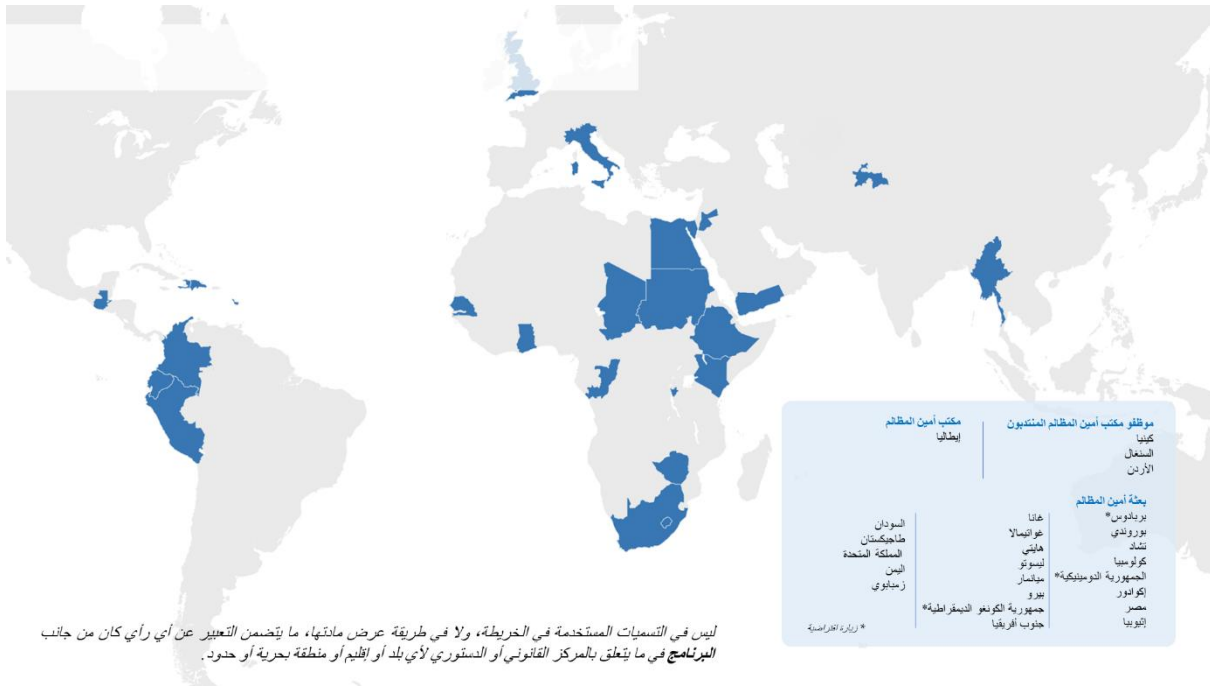 موظفو مكتب أمين المظالم المنتدبون
كينيا
السنغال
الأردن
مكتب أمين المظالم
إيطاليا
بعثة أمين المظالم
بربادوس*
بوروندي
تشاد
كولومبيا
الجمهورية الدومينيكية*
إكوادور
مصر
إثيوبيا
غانا
غواتيمالا
هايتي
ليسوتو
ميانمار
بيرو
جمهورية الكونغو الديمقراطية*
جنوب أفريقيا
السودان
طاجيكستان
المملكة المتحدة
اليمن
زمبابوي
* زيارة افتراضية
ليس في التسميات المستخدمة في الخريطة، ولا في طريقة عرض مادتها، ما يتضمن التعبير عن أي رأي كان من جانب
البرنامج في ما يتعلق بالمركز القانوني أو الدستوري لأي بلد أو إقليم أو منطقة بحرية أو حدود.